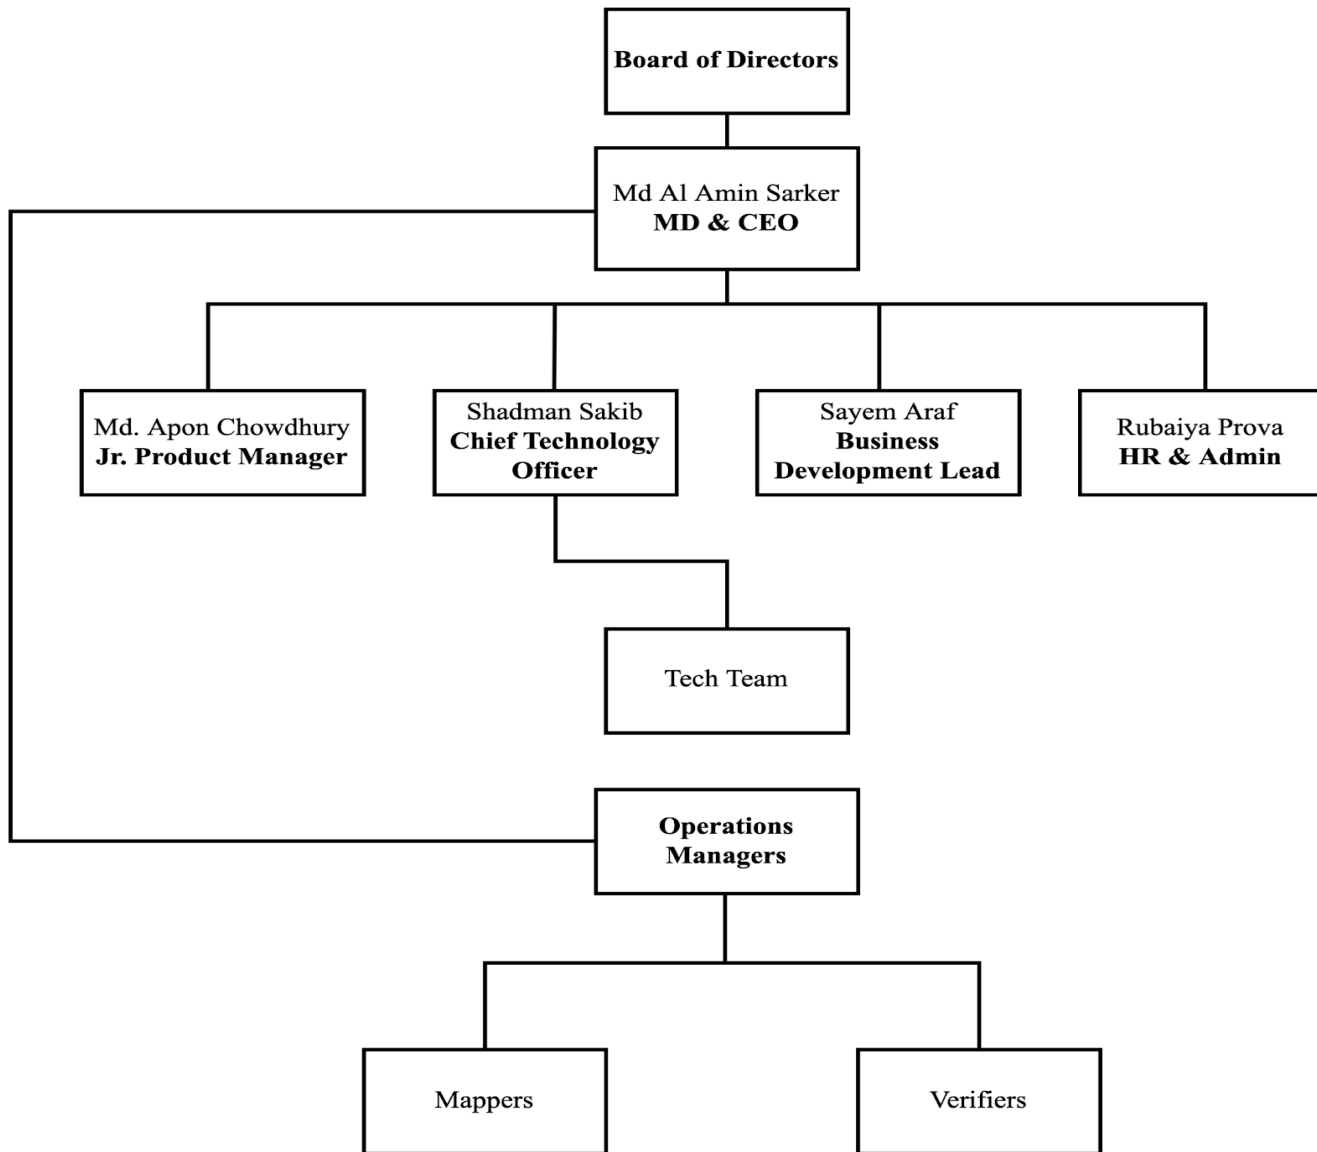 Board of Directors
Md Al Amin Sarker
MD & CEO
Md. Apon Chowdhury
Jr. Product Manager
Shadman Sakib
Chief Technology
Officer
Sayem Araf
Business
Development Lead
Rubaiya Prova
HR & Admin
Tech Team
Operations
Managers
Mappers
Verifiers